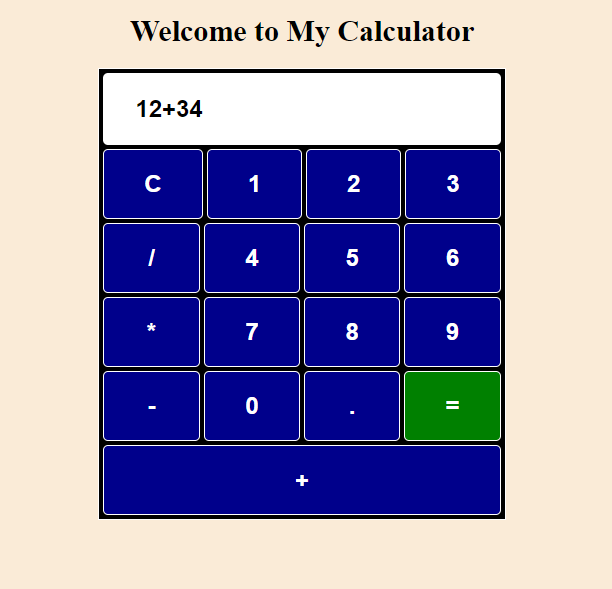 Welcome to My Calculator
12+34
C 1 2 3
/ 4 5 6
* 7 8 9
- 0 . =
+